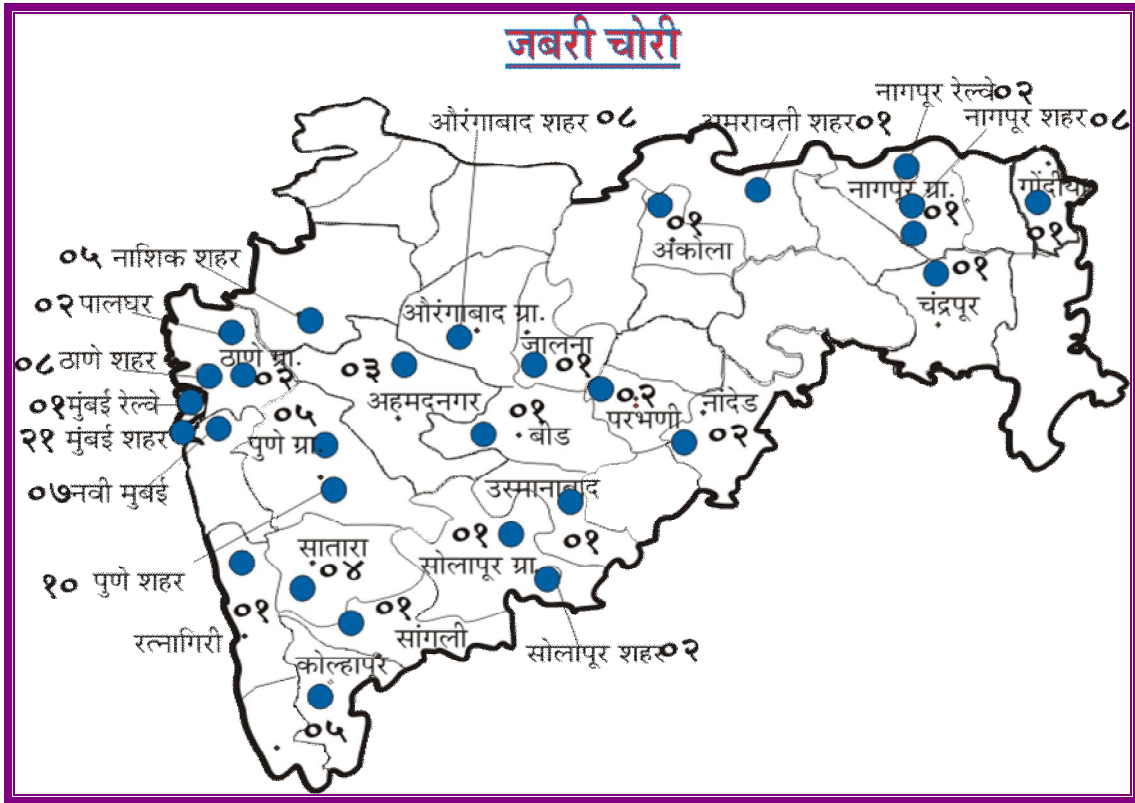 जबरी चोरी
नागपूर रेल्वे०२
औरंगाबाद शहर ०८
अमरावती शहर०१
नागपूर शहर०८
नागपूर ग्रा.
०१
गोंदीया
०१
०१
अंकोला
०५ नाशिक शहर
०१
चंद्रपूर
०२ पालघर
औरंगाबाद ग्रा.
जालना
०१
०८ ठाणे शहर
ठाणे ग्रा.
०२
०३
अहमदनगर
०१मुंबई रेल्वे
०५
पुणे ग्रा.
०१
बीड
०२
परभणी
नांदेड
०२
२१ मुंबई शहर
०७नवी मुंबई
उस्मानाबाद
०१
०१
सोलापूर ग्रा.
सातारा
०४
१० पुणे शहर
०१
रत्नागिरी
०१
सांगली
सोलापूर शहर०२
कोल्हापूर
०५